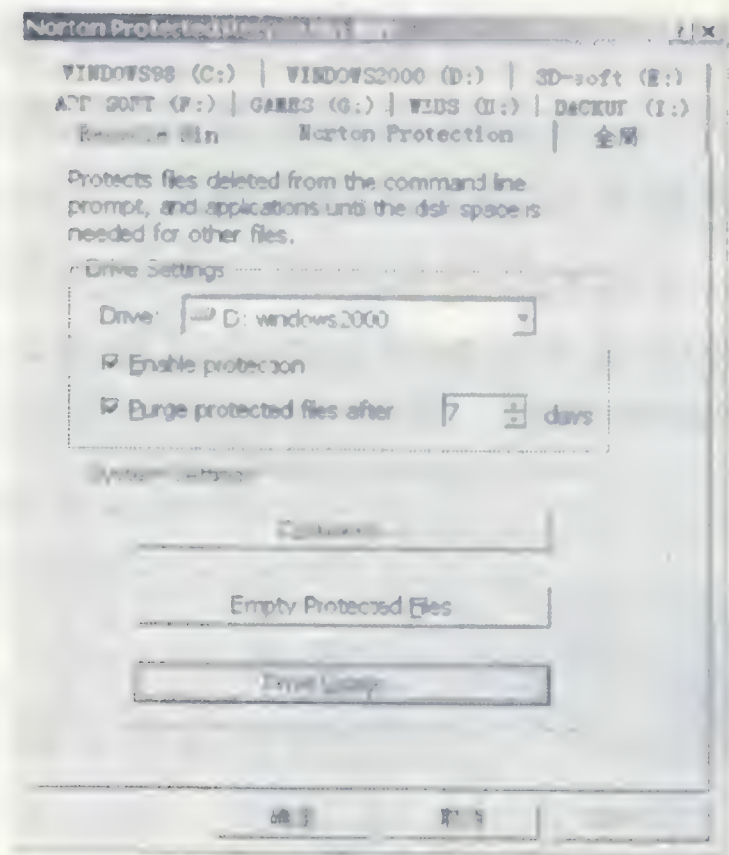 Norton Protected
WINDOWS98 (C:) | WINDOWS2000 (D:) | 3D-soft (E:)
SOFT (F:) | GAMES (G:) | (H:) | BACKUP (I:)
Bin Norton Protection | 全局
Protects files deleted from the command line
prompt, and applications until the disk space is
needed for other files.
Drive Settings
Drive: D: windows2000
Enable protection
Purge protected files after 7 days
Empty Protected Files
Drive